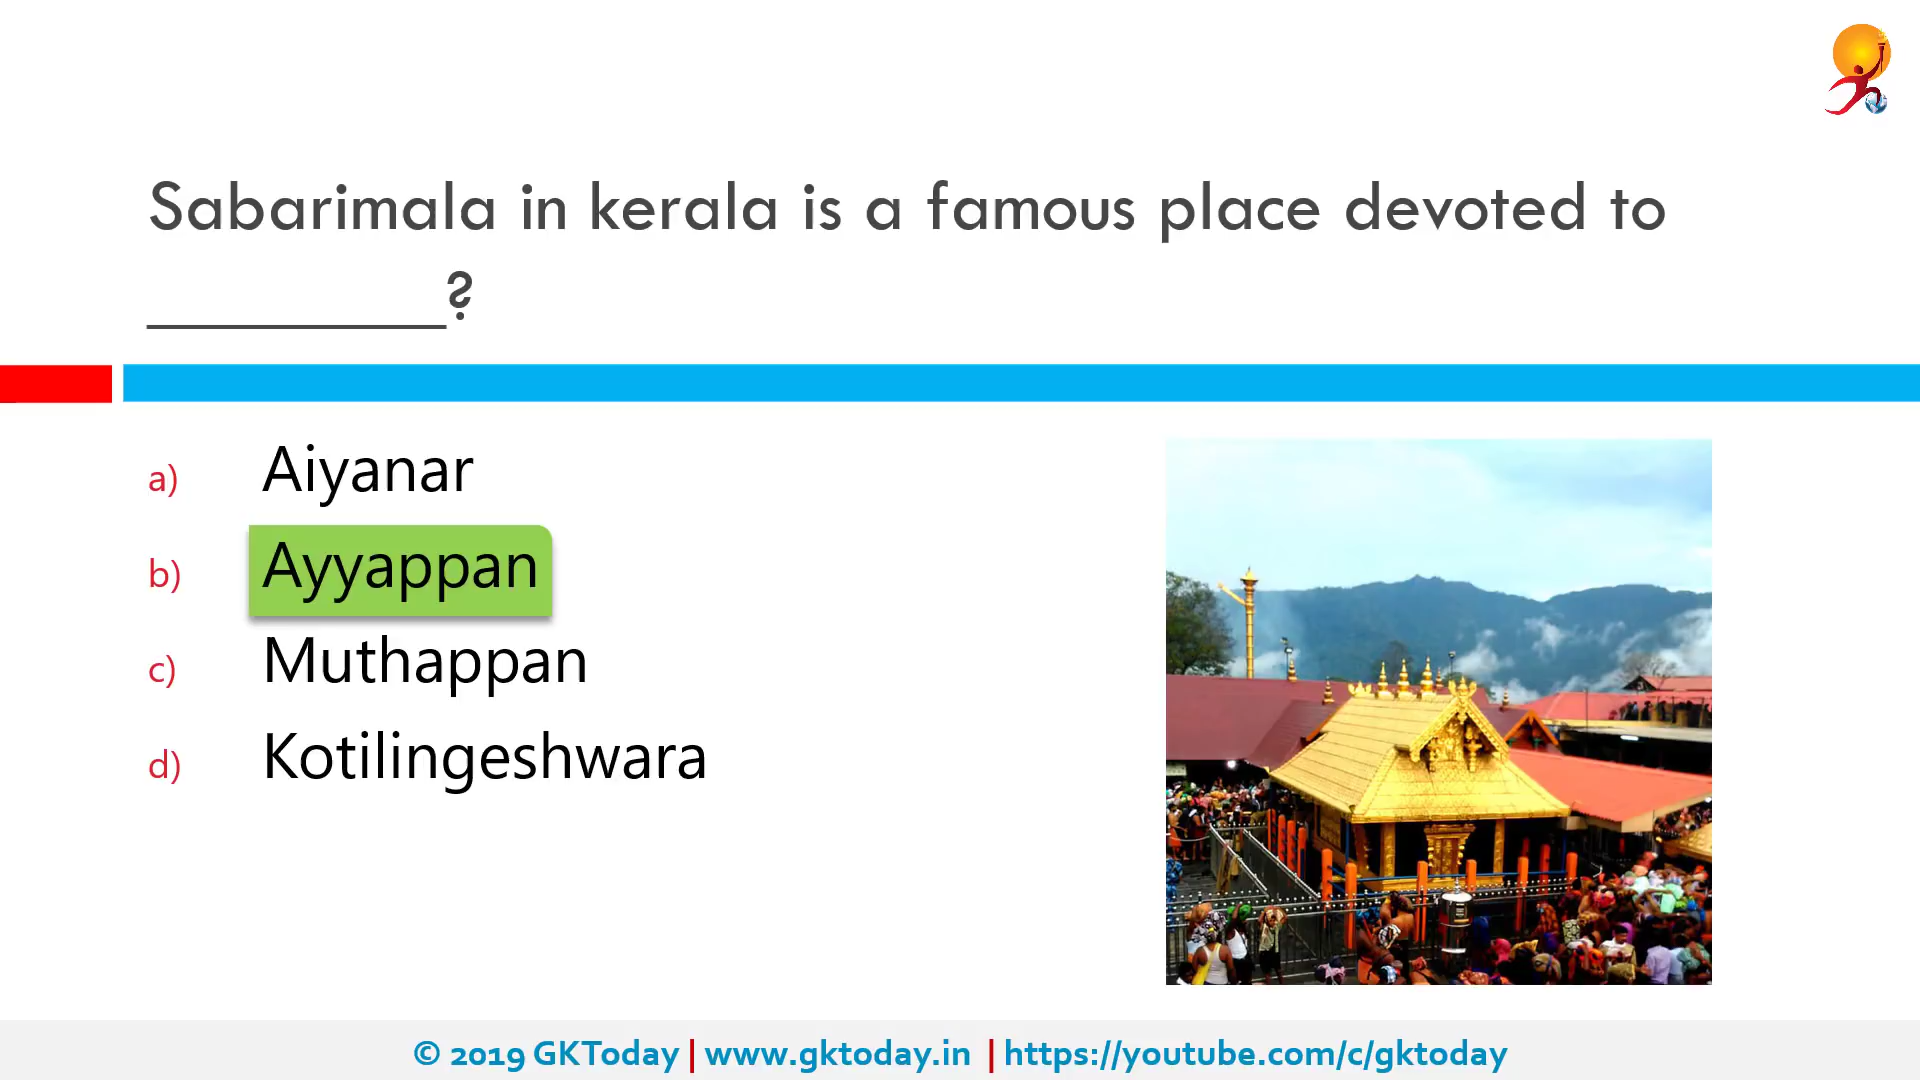 Sabarimala in kerala is a famous place devoted to
_________?
a) Aiyanar
b) Ayyappan
c) Muthappan
d) Kotilingeshwara
© 2019 GKToday | www.gktoday.in | https://youtube.com/c/gktoday